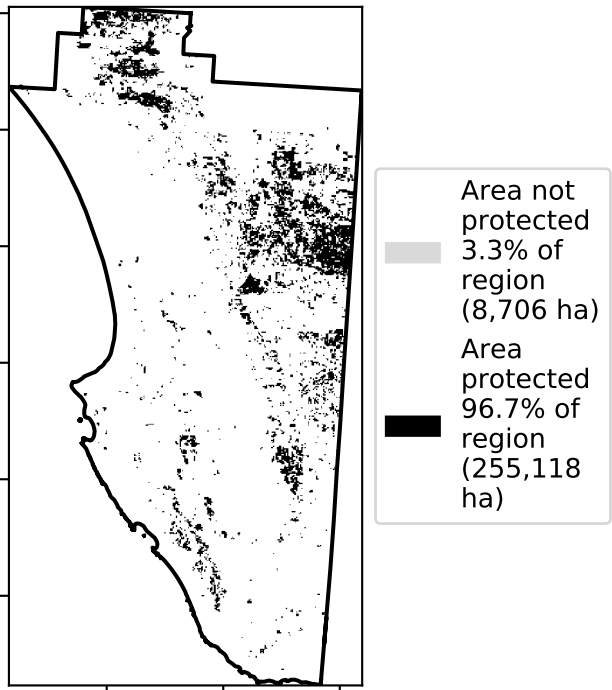 Area not
protected
3.3% of
region
(8,706 ha)
Area
protected
96.7% of
region
(255,118
ha)